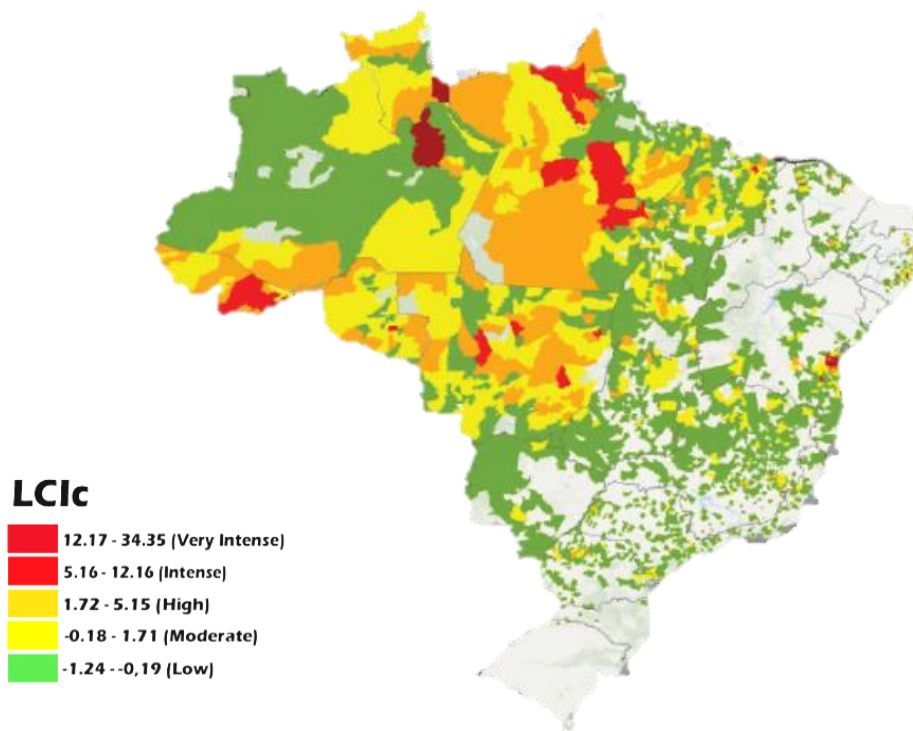 LCIc
12.17 - 34.35 (Very Intense)
5.16 - 12.16 (Intense)
1.72 - 5.15 (High)
-0.18 - 1.71 (Moderate)
-1.24 - -0,19 (Low)